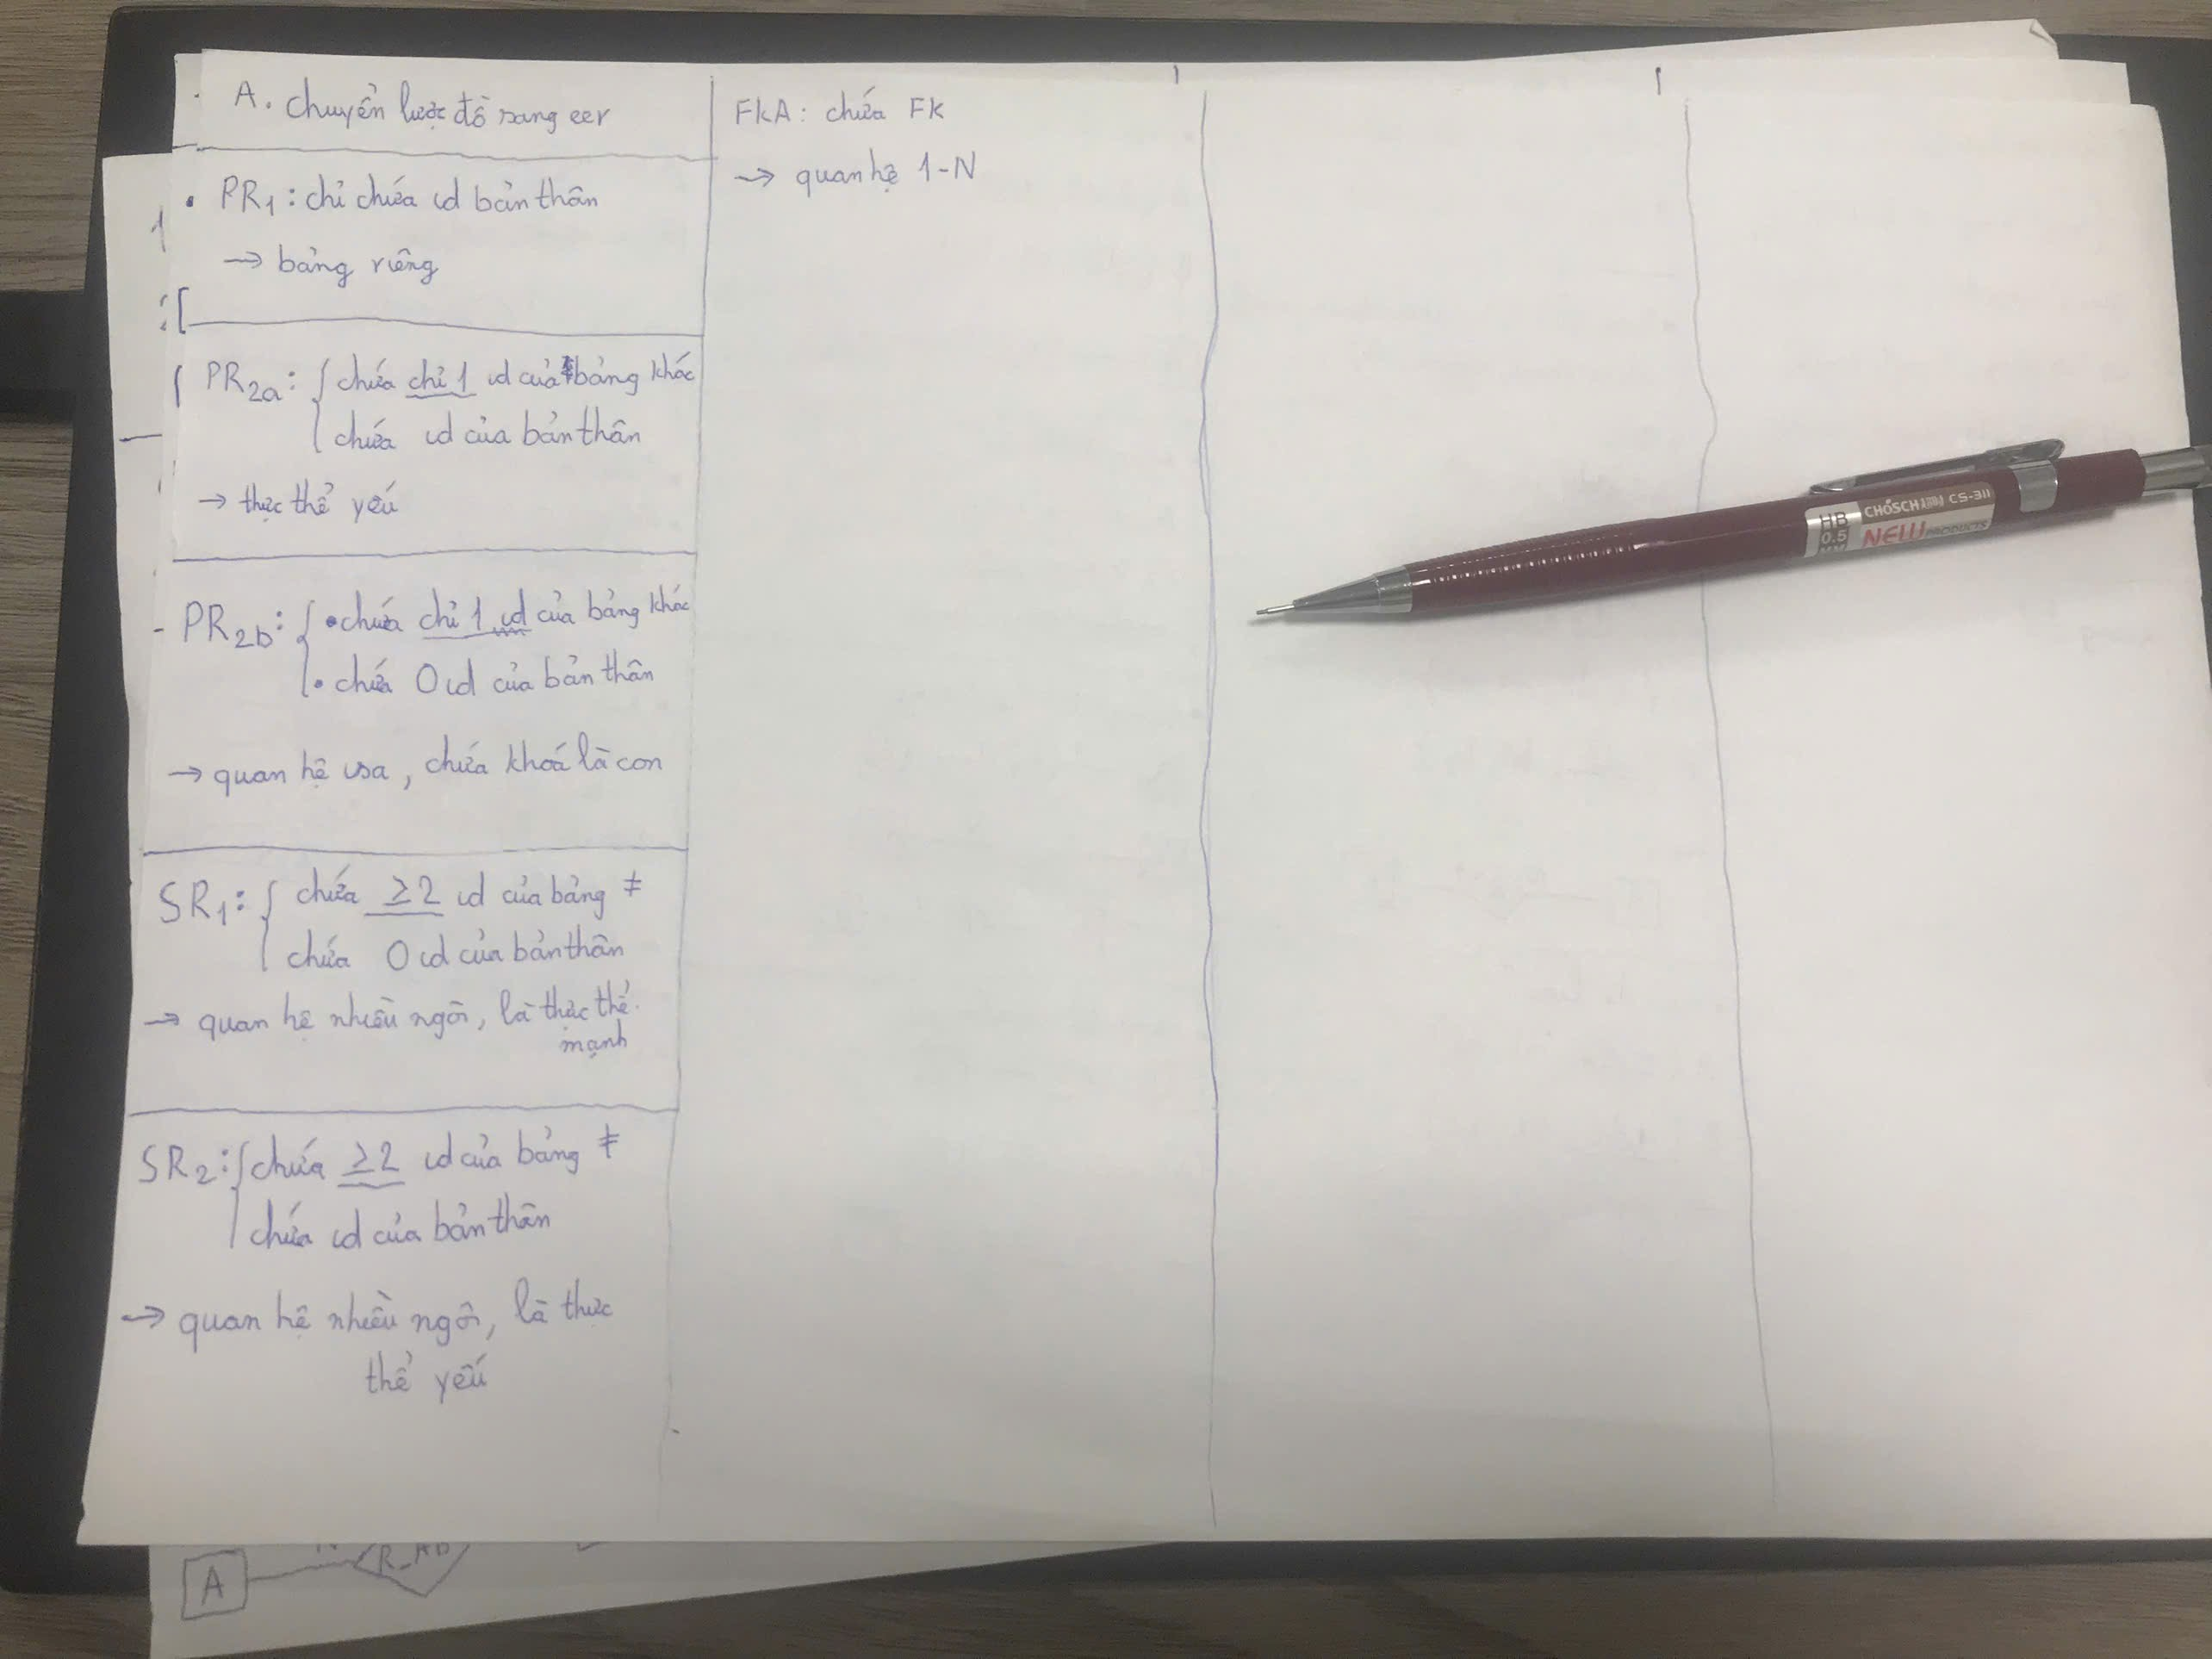 A. chuyển lược đồ sang eer
PR1: chỉ chứa id bản thân
→ bảng riêng
PR2a: { chứa chỉ 1 id của bảng khác
chứa id của bản thân
→ thực thể yếu
- PR2b: { • chứa chỉ 1 id của bảng khác
• chứa 0 id của bản thân
→ quan hệ isa, chứa khoá là con
SR1: { chứa ≥2 id của bảng ≠
chứa 0 id của bản thân
→ quan hệ nhiều ngôi, là thực thể
mạnh
SR2: { chứa ≥2 id của bảng ≠
chứa id của bản thân
→ quan hệ nhiều ngôi, là thực
thể yếu
FKA: chứa FK
→ quan hệ 1-N
HB
0.5
CS-311
NEW PRODUCTS
A
R_AB